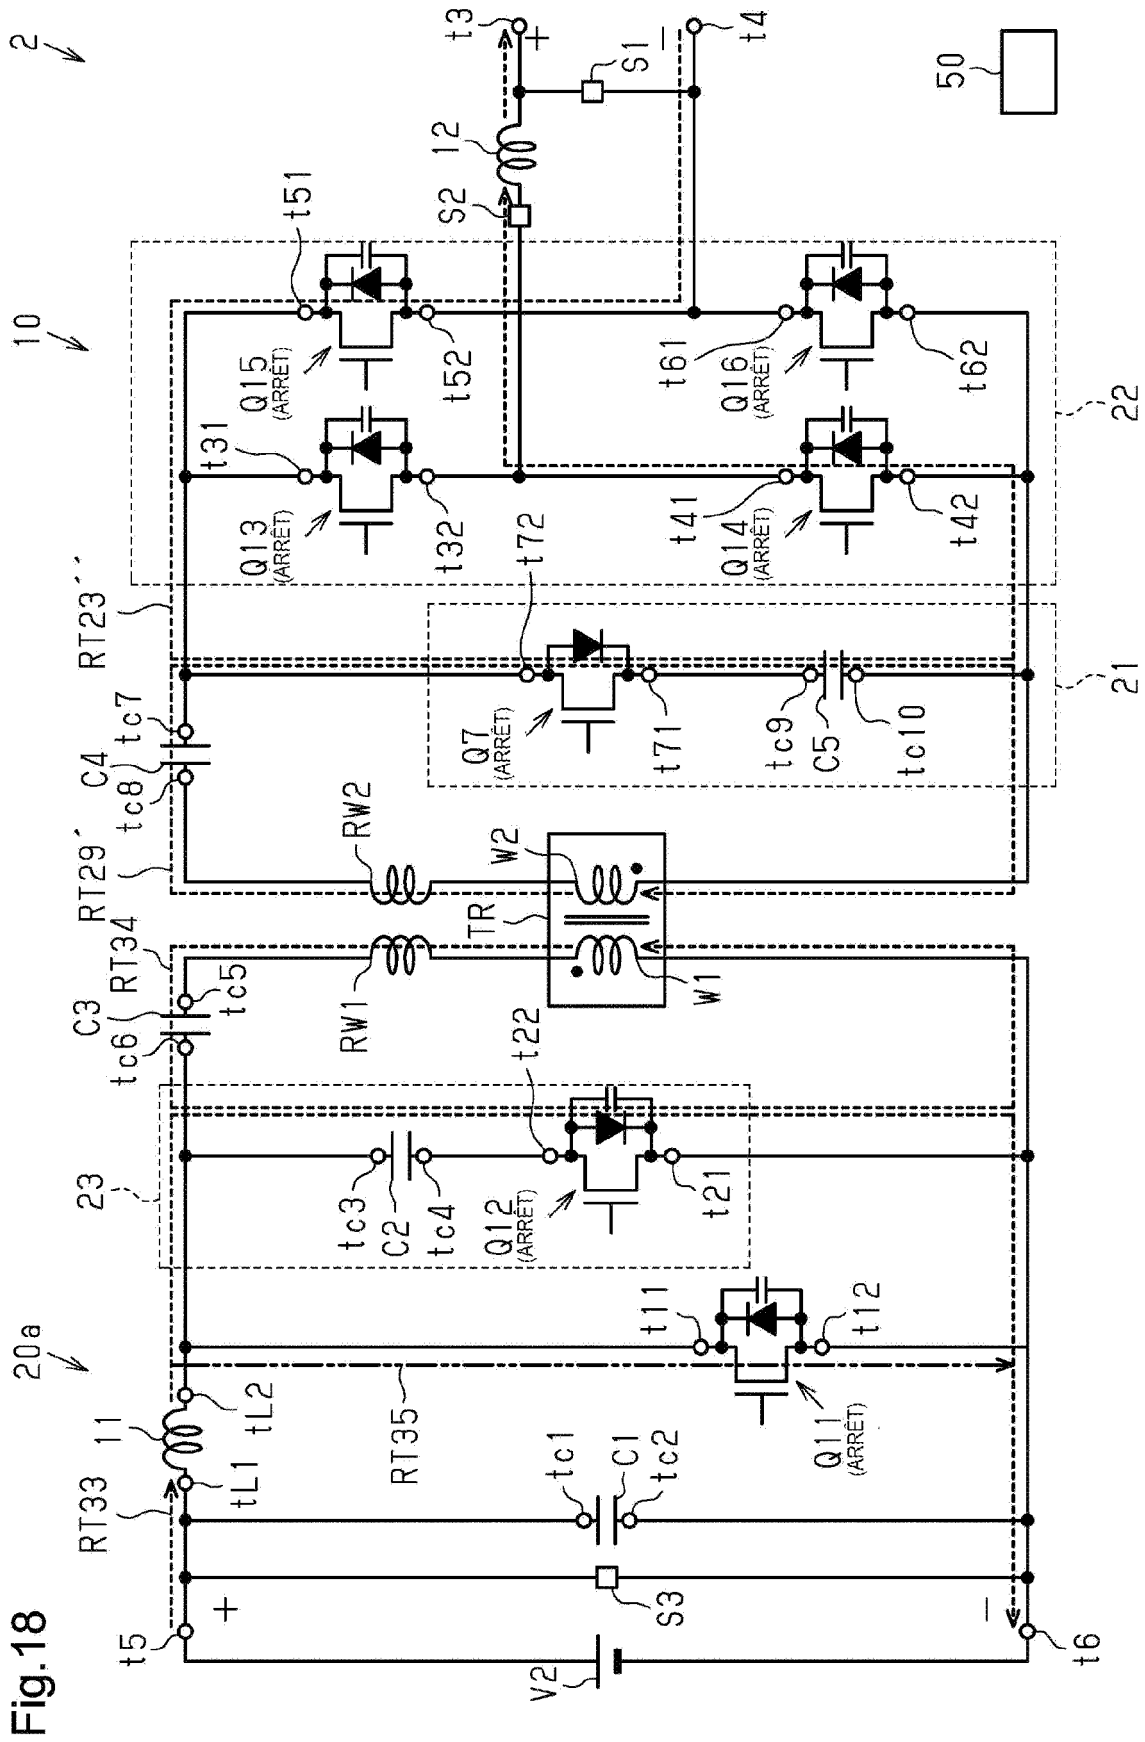 Fig.18
2
10
20a
50
t3
+
t4
−
S1
12
S2
t51
Q15
(ARRÊT)
t52
t61
Q16
(ARRÊT)
t62
22
t31
Q13
(ARRÊT)
t32
t41
Q14
(ARRÊT)
t42
RT23´´
t72
Q7
(ARRÊT)
t71
tc9
C5
tc10
21
tc7
C4
tc8
RT29´
RW2
W2
TR
RW1
W1
RT34
tc5
C3
tc6
23
tc3
C2
tc4
t22
Q12
(ARRÊT)
t21
t11
t12
Q11
(ARRÊT)
RT35
11
tL2
tL1
RT33
tc1
C1
tc2
S3
+
−
t5
V2
t6